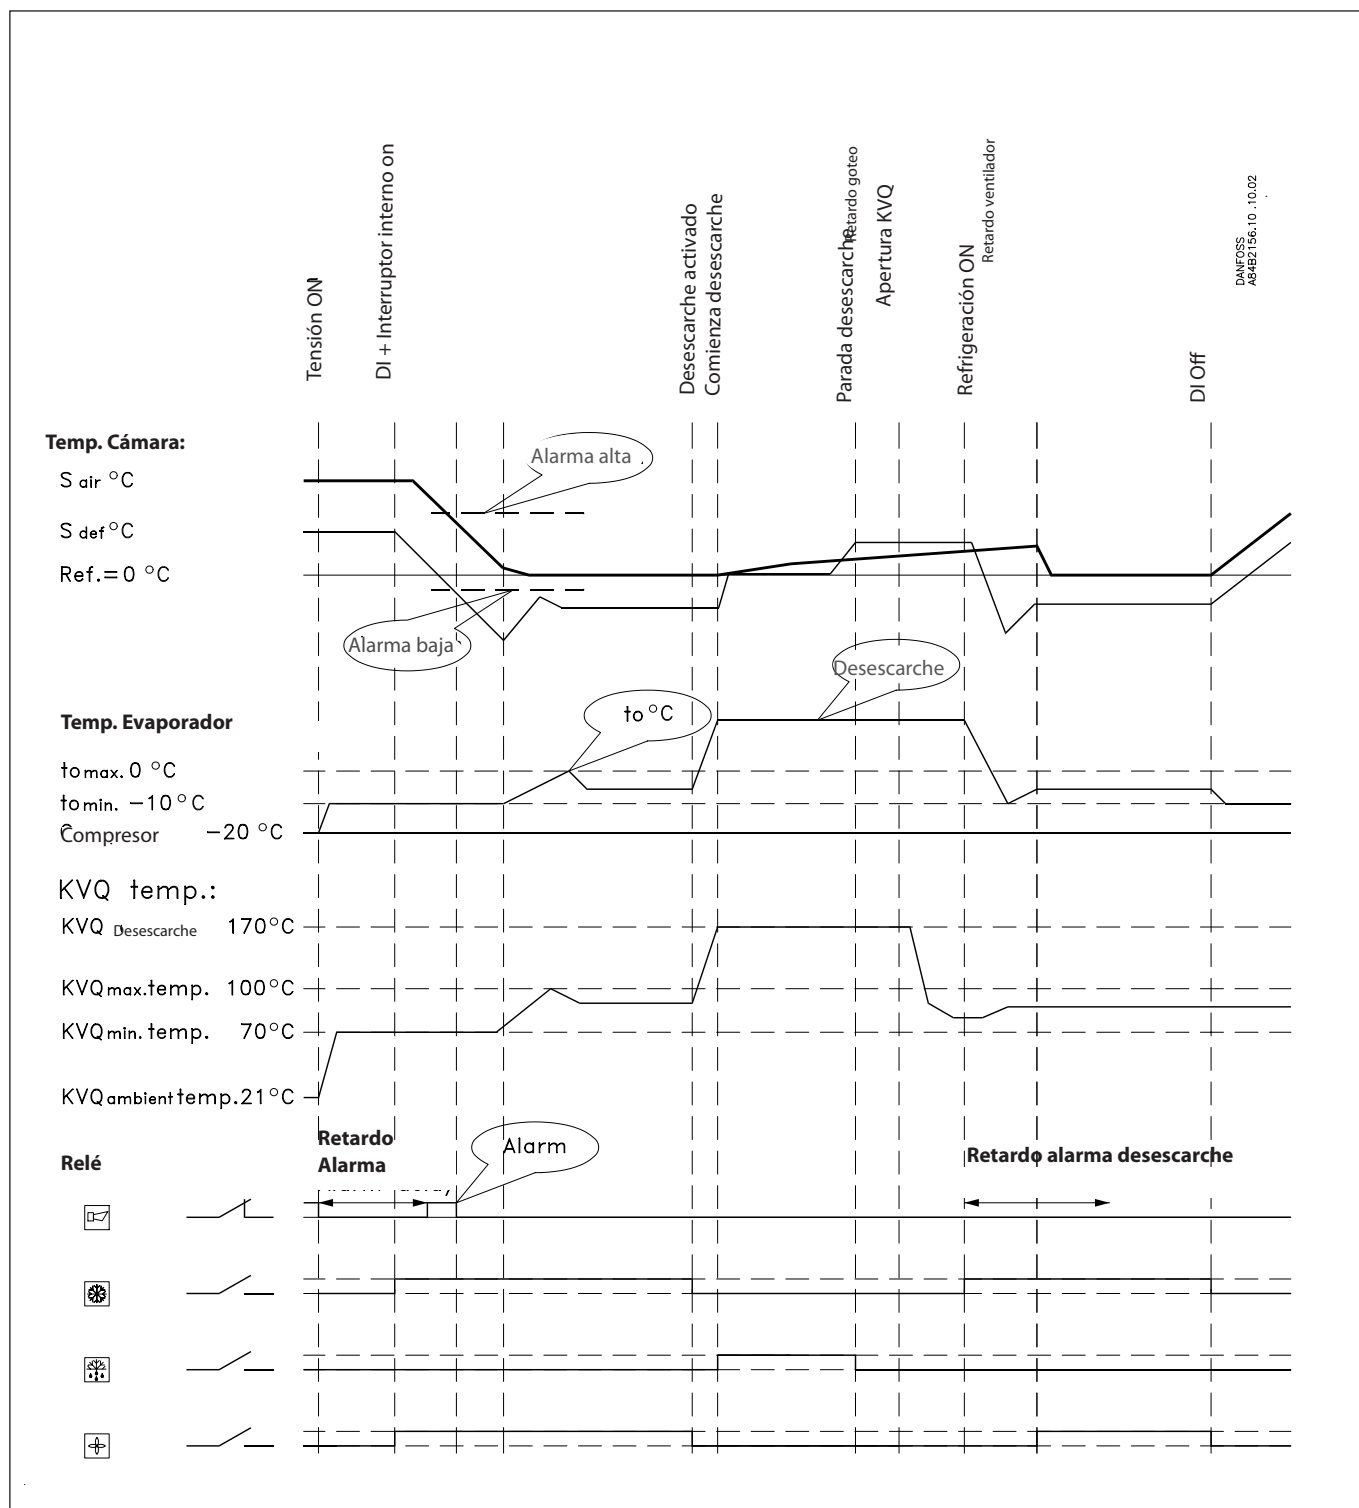 Tensión ON
DI + Interruptor interno on
Desescarche activado
Comienza desescarche
Parada desescarche
Retardo goteo
Apertura KVQ
Refrigeración ON
Retardo ventilador
DI Off
DANFOSS
A84B2156.10 .10.02
Temp. Cámara:
S air °C
S def °C
Ref.=0 °C
Alarma alta
Alarma baja
Desescarche
to °C
Temp. Evaporador
to max. 0 °C
to min. −10°C
Compresor −20 °C
KVQ temp.:
KVQ Desescarche 170°C
KVQ max. temp. 100°C
KVQ min. temp. 70°C
KVQ ambient temp. 21°C
Retardo
Alarma
Alarm
Relé
Retardo alarma desescarche